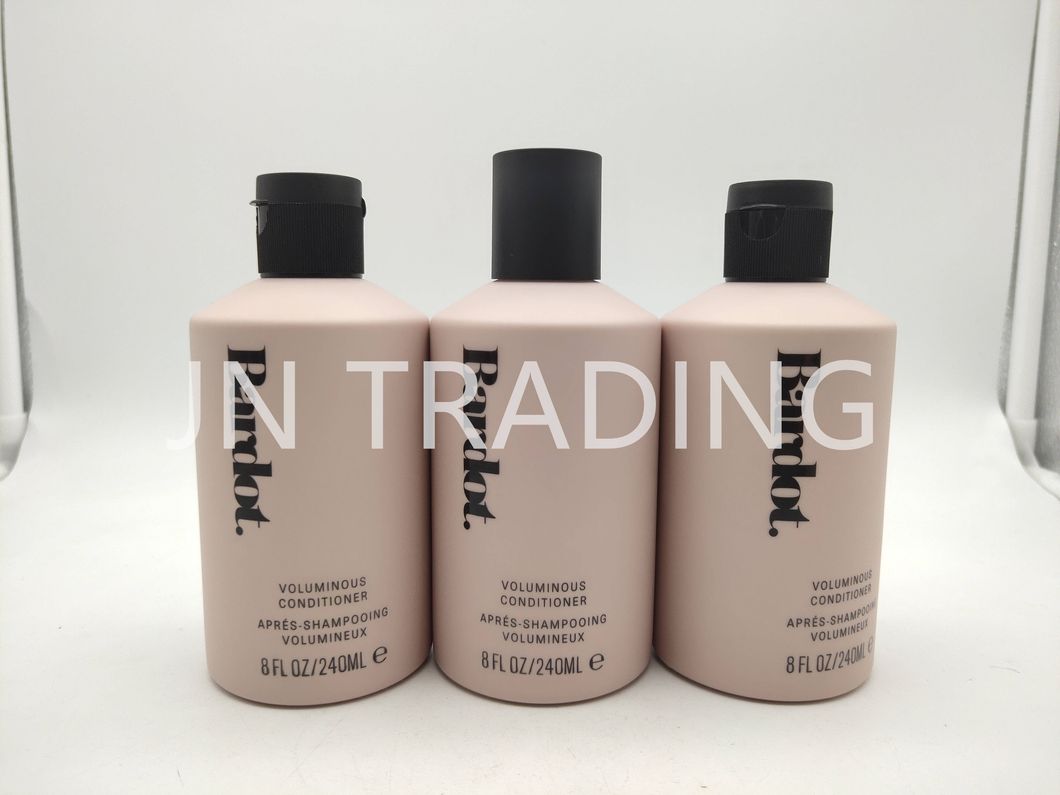 JN TRADING
Bardot.
VOLUMINOUS
CONDITIONER
APRÉS-SHAMPOOING
VOLUMINEUX
8 FL OZ/240ML ℮
Bardot.
VOLUMINOUS
CONDITIONER
APRÉS-SHAMPOOING
VOLUMINEUX
8 FL OZ/240ML ℮
Bardot.
VOLUMINOUS
CONDITIONER
APRÉS-SHAMPOOING
VOLUMINEUX
8 FL OZ/240ML ℮